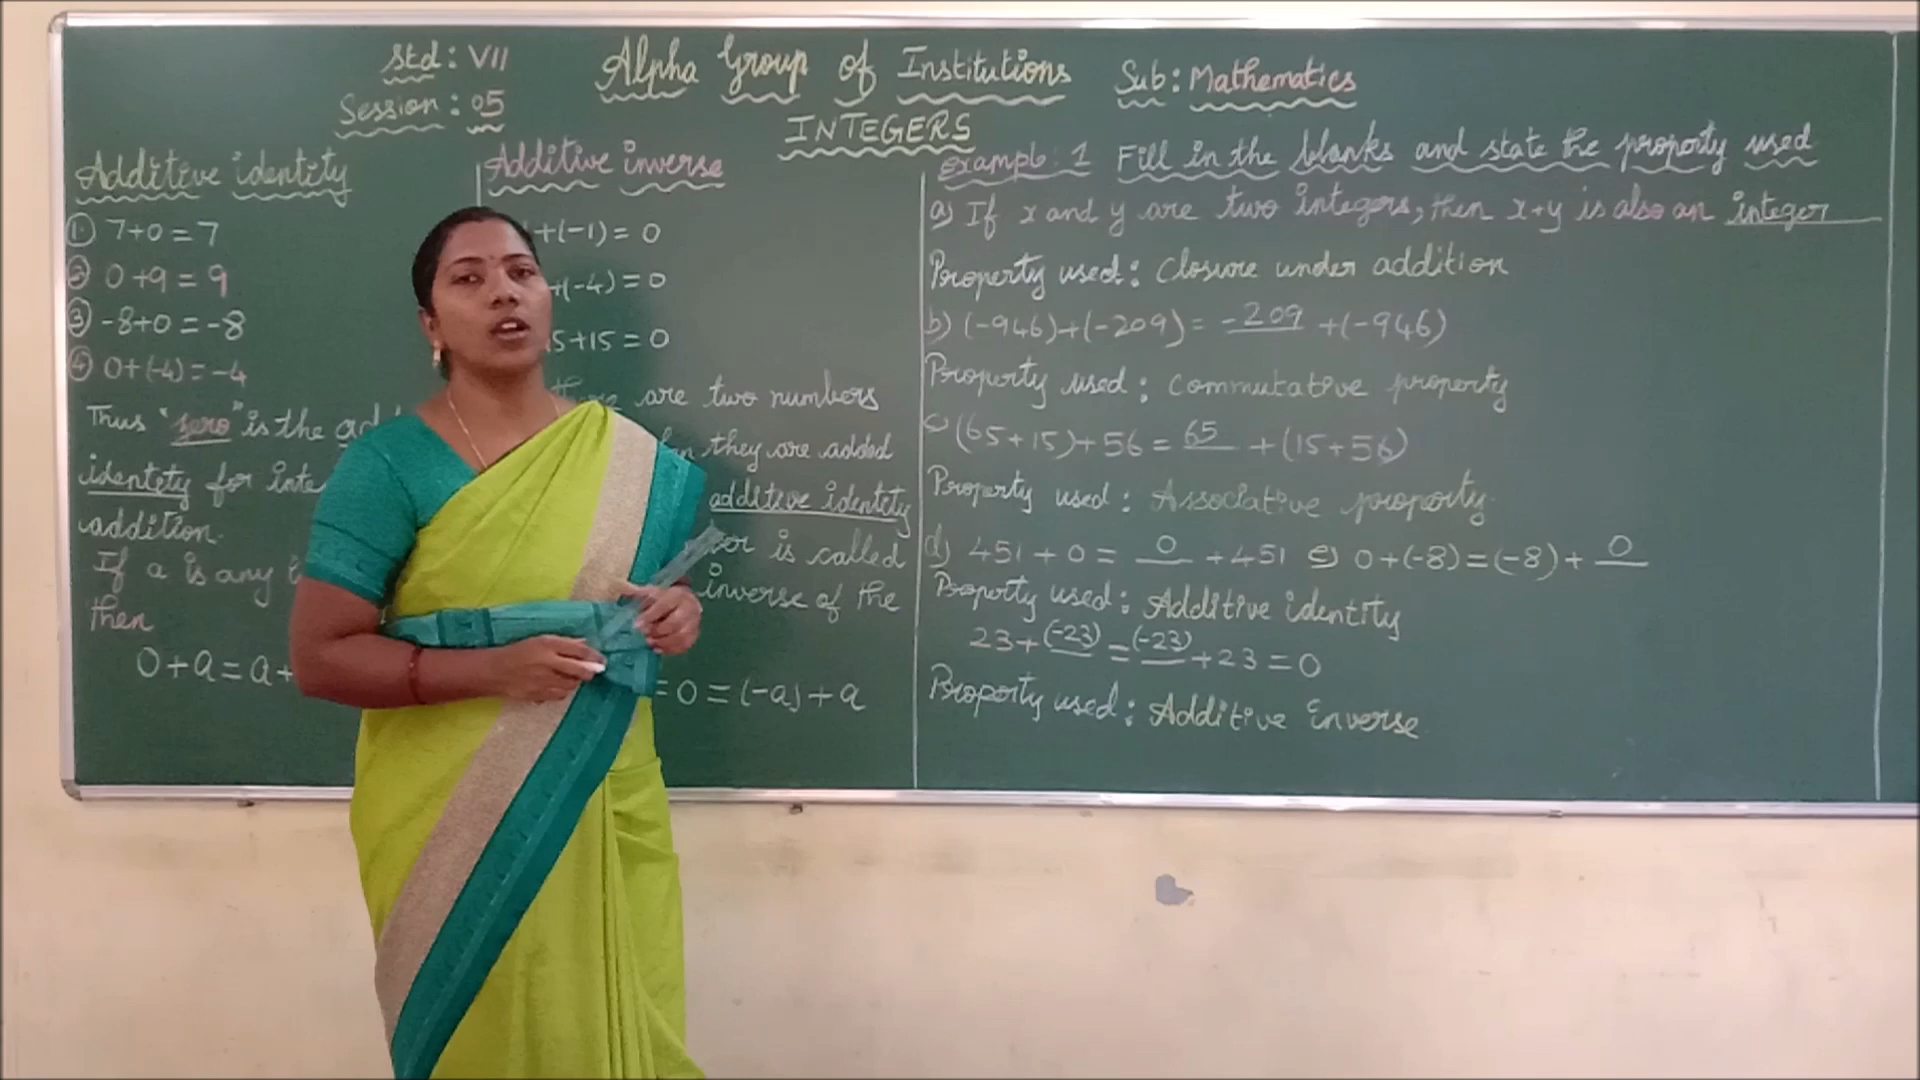 Std: VII
Session: 05
Alpha Group of Institutions
Sub: Mathematics
INTEGERS
Additive identity
① 7+0=7
② 0+9=9
③ -8+0=-8
④ 0+(-4)=-4
Thus "zero" is the
identity for
addition.
If a is any
then
0+a=a+
Additive inverse
+(-1)=0
+(-4)=0
5+15=0
are two numbers
they are added
additive identity
is called
inverse of the
=0=(-a)+a
Example: 1 Fill in the blanks and state the property used
a) If x and y are two integers, then x+y is also an integer
Property used: Closure under addition
b) (-946)+(-209)= -209 +(-946)
Property used: Commutative property
c) (65+15)+56 = 65 +(15+56)
Property used: Associative property.
d) 451 + 0 = 0 +451 e) 0+(-8)=(-8)+ 0
Property used: Additive identity
23+(-23)=(-23)+23=0
Property used: Additive inverse